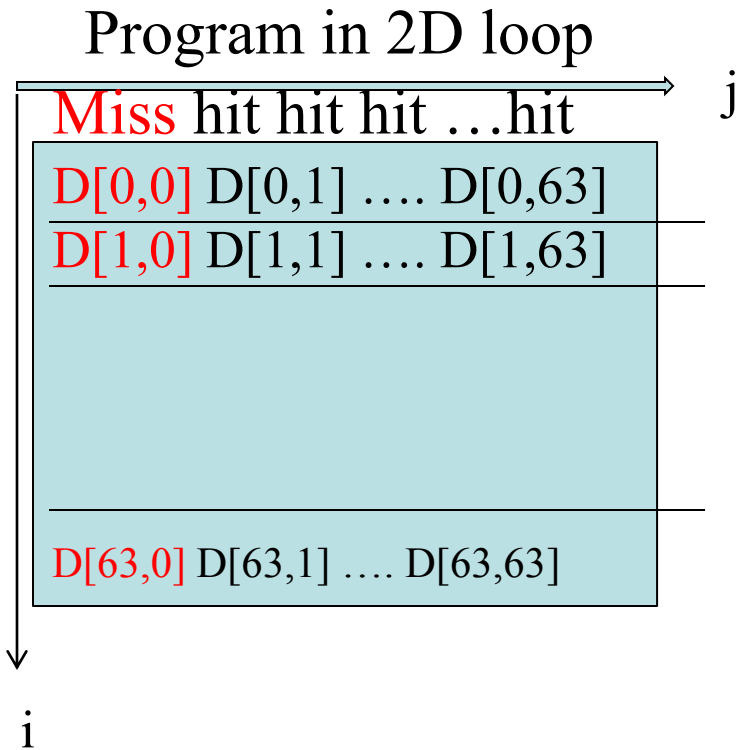 Program in 2D loop
j
Miss hit hit hit …hit
D[0,0] D[0,1] …. D[0,63]
D[1,0] D[1,1] …. D[1,63]
D[63,0] D[63,1] …. D[63,63]
i